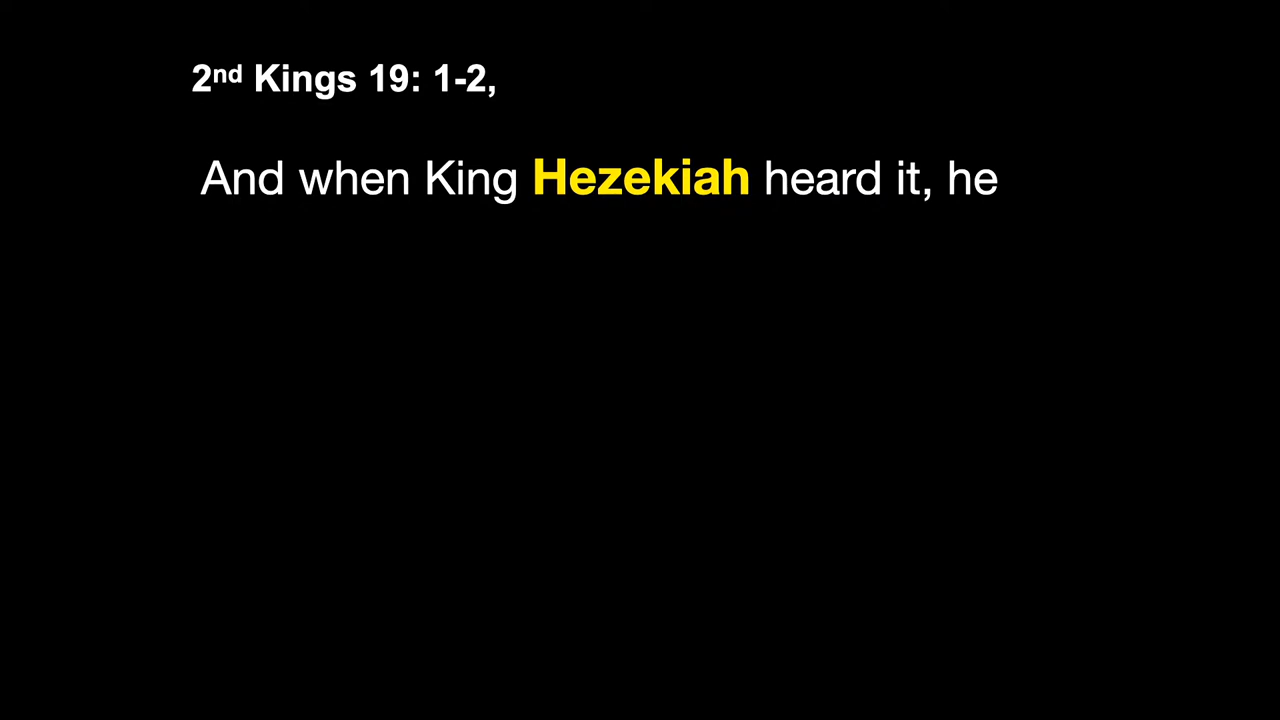 2nd Kings 19: 1-2,
And when King Hezekiah heard it, he